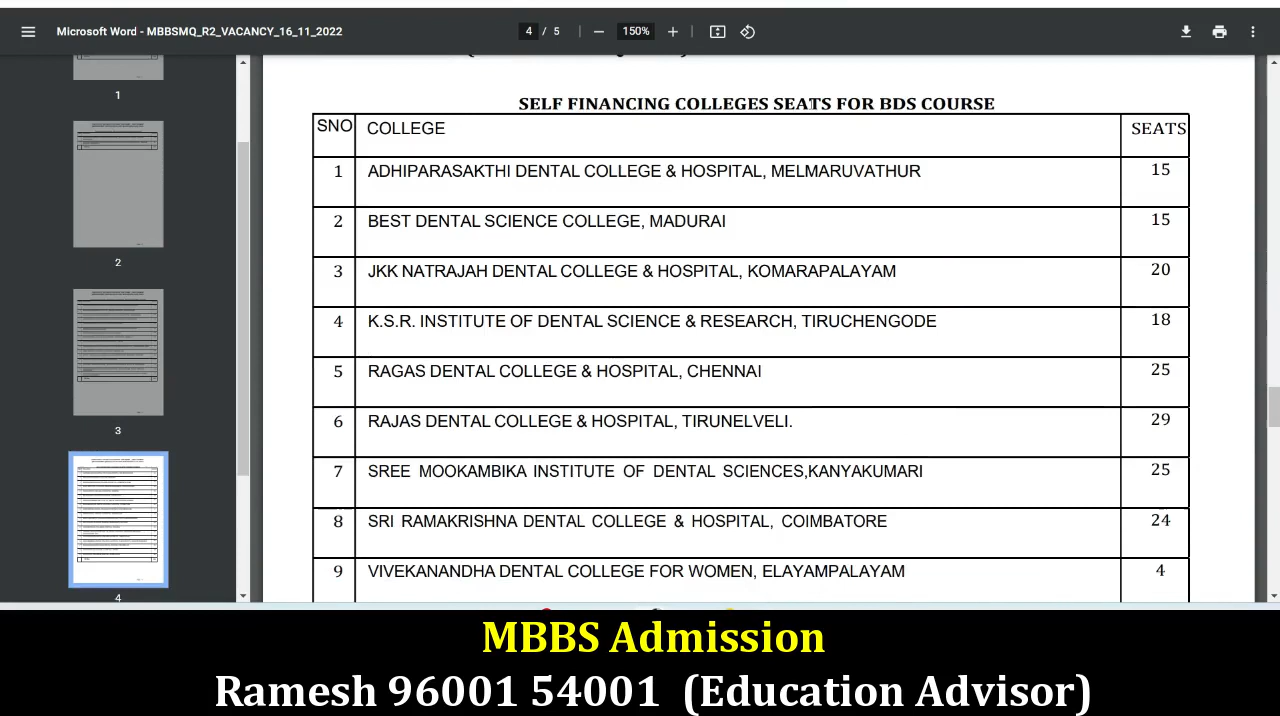 Microsoft Word - MBBSMQ_R2_VACANCY_16_11_2022 4 / 5 150%
SELF FINANCING COLLEGES SEATS FOR BDS COURSE
SNO COLLEGE SEATS
1 ADHIPARASAKTHI DENTAL COLLEGE & HOSPITAL, MELMARUVATHUR 15
2 BEST DENTAL SCIENCE COLLEGE, MADURAI 15
3 JKK NATRAJAH DENTAL COLLEGE & HOSPITAL, KOMARAPALAYAM 20
4 K.S.R. INSTITUTE OF DENTAL SCIENCE & RESEARCH, TIRUCHENGODE 18
5 RAGAS DENTAL COLLEGE & HOSPITAL, CHENNAI 25
6 RAJAS DENTAL COLLEGE & HOSPITAL, TIRUNELVELI. 29
7 SREE MOOKAMBIKA INSTITUTE OF DENTAL SCIENCES,KANYAKUMARI 25
8 SRI RAMAKRISHNA DENTAL COLLEGE & HOSPITAL, COIMBATORE 24
9 VIVEKANANDHA DENTAL COLLEGE FOR WOMEN, ELAYAMPALAYAM 4
1
2
3
4
MBBS Admission
Ramesh 96001 54001 (Education Advisor)